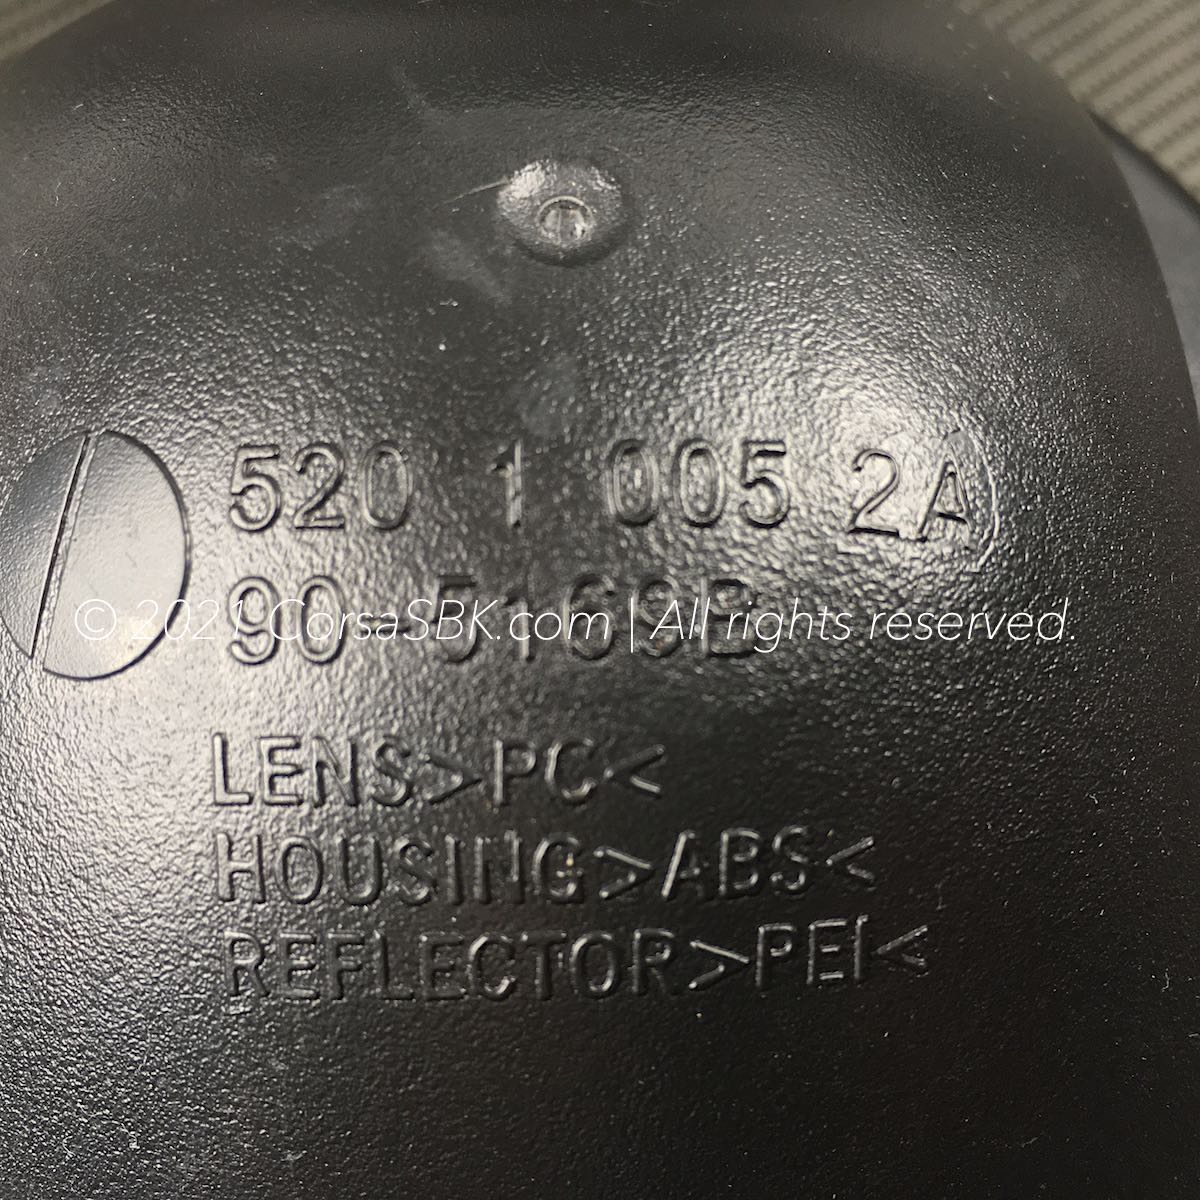 520 1 005 2A
90-5169B
© 2021 CorsaSBK.com | All rights reserved.
LENS>PC<
HOUSING>ABS<
REFLECTOR>PEI<